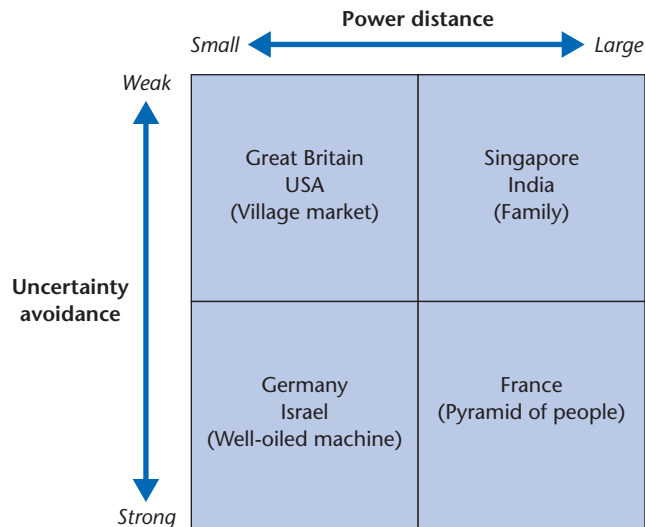 Power distance
Small
Large
Weak
Great Britain
USA
(Village market)
Singapore
India
(Family)
Uncertainty
avoidance
Germany
Israel
(Well-oiled machine)
France
(Pyramid of people)
Strong